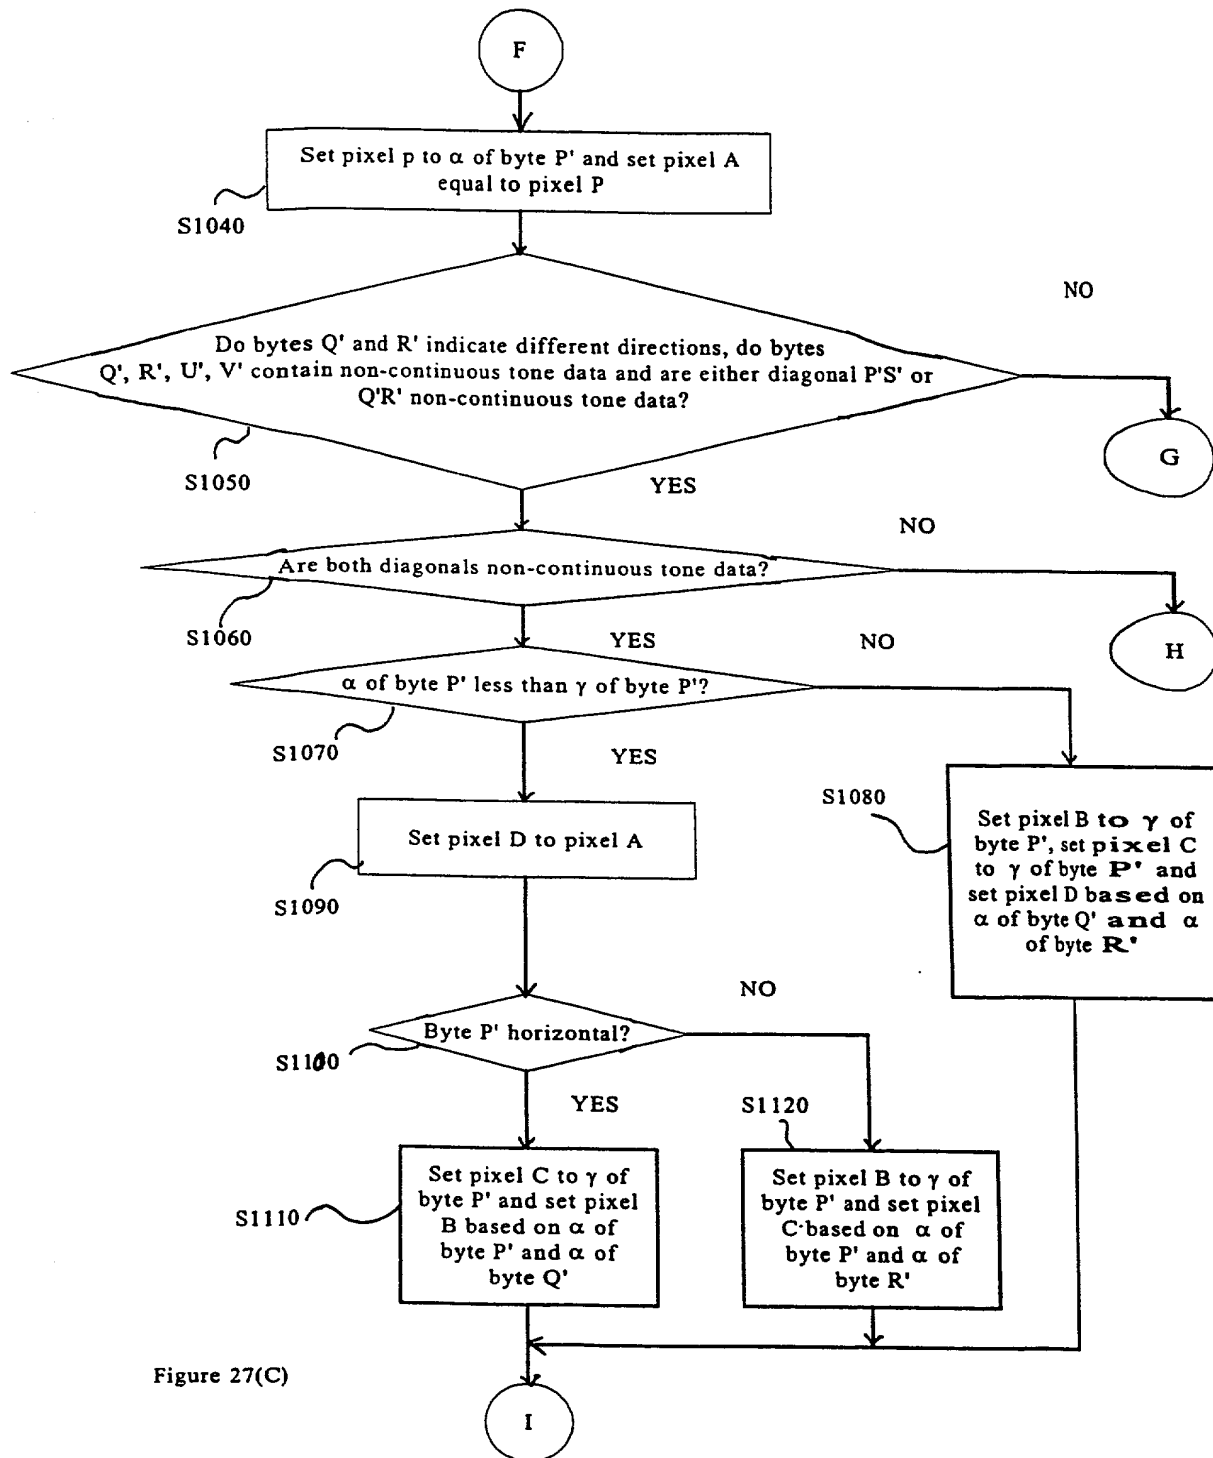 F
Set pixel p to α of byte P' and set pixel A
equal to pixel P
S1040
NO
Do bytes Q' and R' indicate different directions, do bytes
Q', R', U', V' contain non-continuous tone data and are either diagonal P'S' or
Q'R' non-continuous tone data?
G
S1050
YES
NO
Are both diagonals non-continuous tone data?
S1060
YES
NO
H
α of byte P' less than γ of byte P'?
S1070
YES
S1080
Set pixel B to γ of
byte P', set pixel C
to γ of byte P' and
set pixel D based on
α of byte Q' and α
of byte R'
Set pixel D to pixel A
S1090
NO
Byte P' horizontal?
S1100
YES
S1120
Set pixel C to γ of
byte P' and set pixel
B based on α of
byte P' and α of
byte Q'
S1110
Set pixel B to γ of
byte P' and set pixel
C based on α of
byte P' and α of
byte R'
Figure 27(C)
I